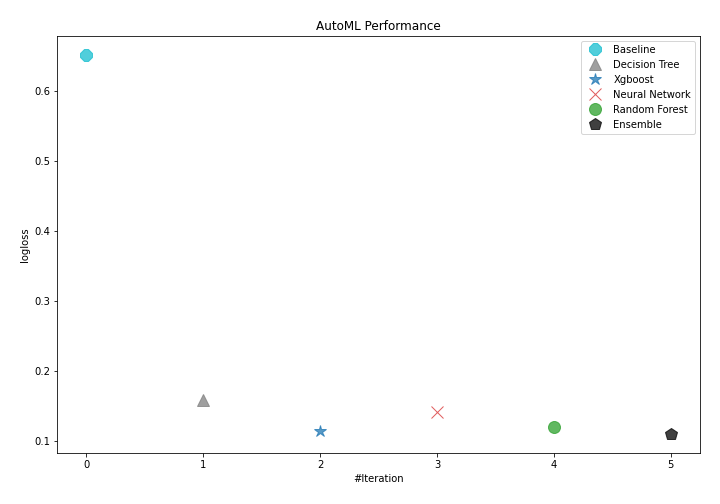 AutoML Performance
Baseline
Decision Tree
Xgboost
Neural Network
Random Forest
Ensemble
logloss
0.6
0.5
0.4
0.3
0.2
0.1
0 1 2 3 4 5
#Iteration